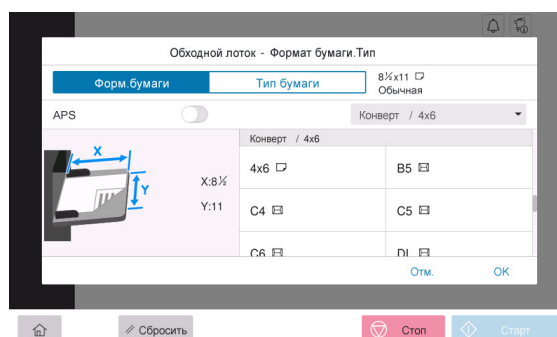 Обходной лоток - Формат бумаги.Тип
Форм.бумаги
Тип бумаги
8½x11
Обычная
APS
Конверт / 4x6
Конверт / 4x6
X
Y
X:8½
Y:11
4x6
B5
C4
C5
C6
DL
Отм.
OK
Сбросить
Стоп
Старт